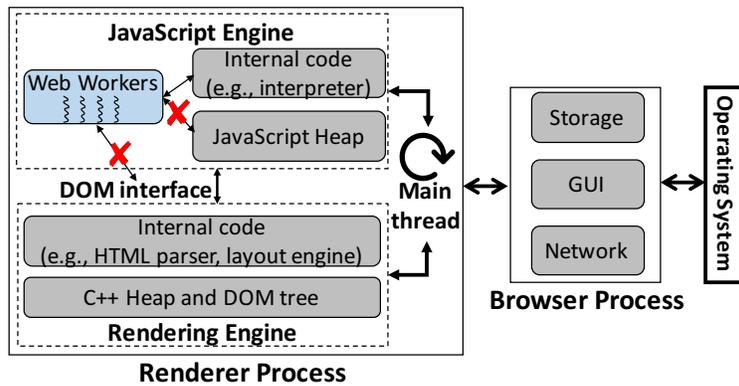 JavaScript Engine
Web Workers
Internal code
(e.g., interpreter)
JavaScript Heap
DOM interface
Main
thread
Internal code
(e.g., HTML parser, layout engine)
C++ Heap and DOM tree
Rendering Engine
Renderer Process
Storage
GUI
Network
Browser Process
Operating System